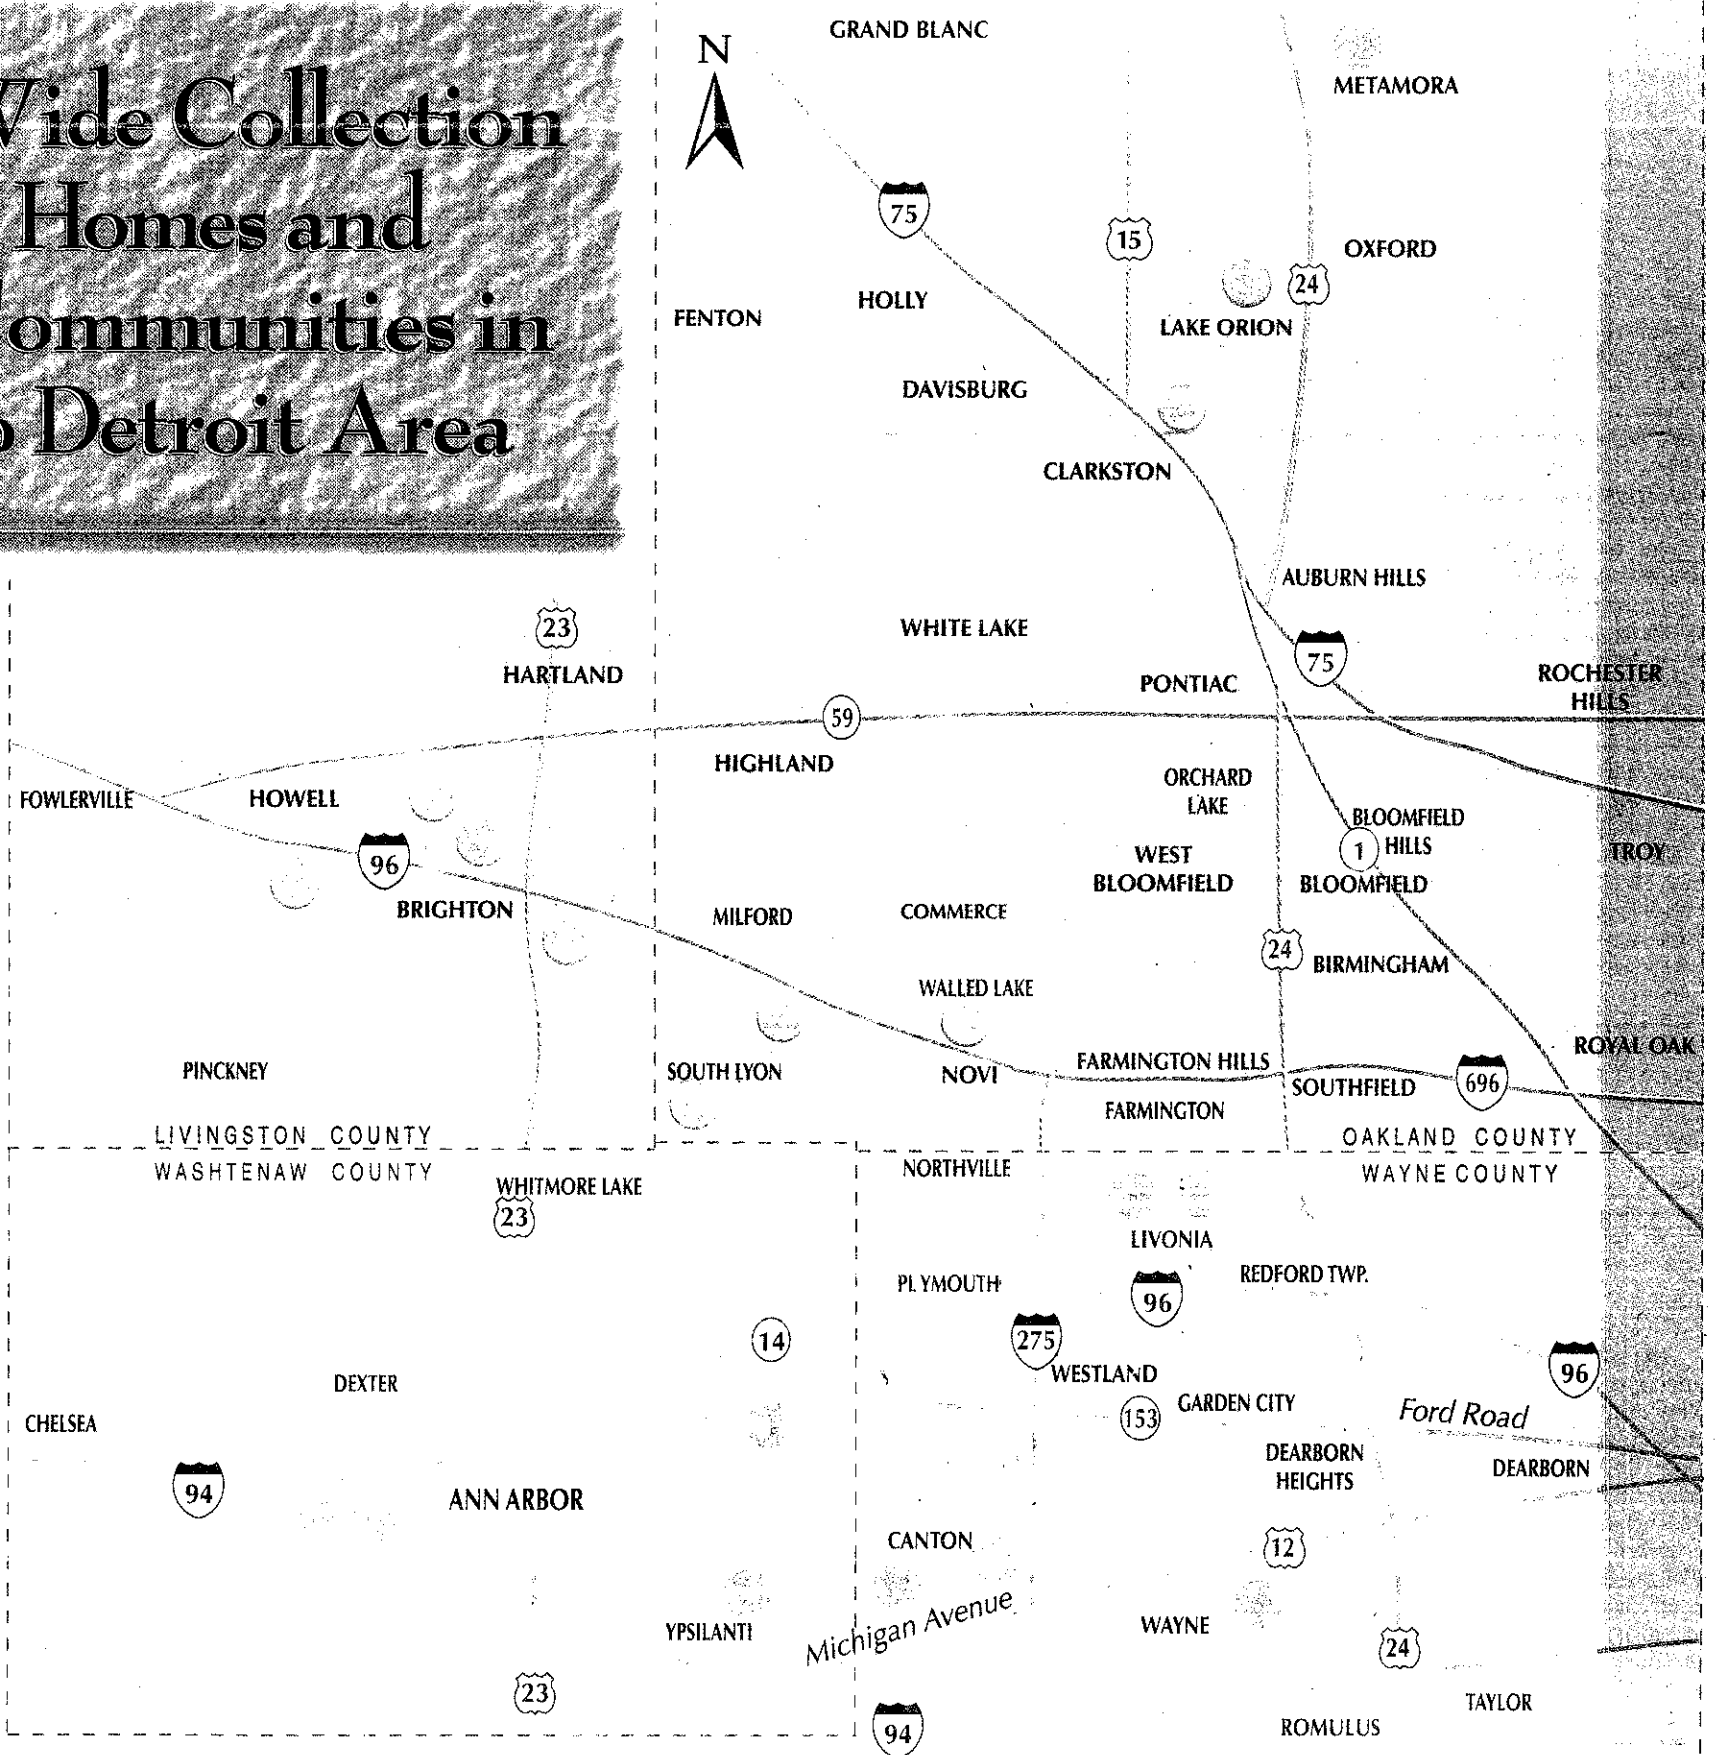 Wide Collection
Homes and
ommunities in
o Detroit Area
N
GRAND BLANC
METAMORA
75
15
OXFORD
24
HOLLY
FENTON
LAKE ORION
DAVISBURG
CLARKSTON
AUBURN HILLS
23
WHITE LAKE
HARTLAND
75
PONTIAC
ROCHESTER
HILLS
59
HIGHLAND
ORCHARD
LAKE
FOWLERVILLE
HOWELL
BLOOMFIELD
HILLS
1
96
WEST
BLOOMFIELD
BLOOMFIELD
TROY
BRIGHTON
MILFORD
COMMERCE
24
BIRMINGHAM
WALLED LAKE
ROYAL OAK
PINCKNEY
SOUTH LYON
NOVI
FARMINGTON HILLS
SOUTHFIELD
696
FARMINGTON
LIVINGSTON COUNTY
OAKLAND COUNTY
WASHTENAW COUNTY
WAYNE COUNTY
NORTHVILLE
WHITMORE LAKE
23
LIVONIA
PLYMOUTH
REDFORD TWP.
96
14
275
WESTLAND
96
DEXTER
GARDEN CITY
153
Ford Road
CHELSEA
DEARBORN
HEIGHTS
DEARBORN
94
ANN ARBOR
CANTON
12
Michigan Avenue
YPSILANTI
WAYNE
24
23
94
TAYLOR
ROMULUS